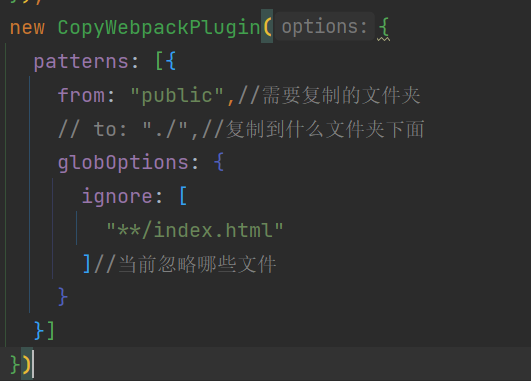 }),
new CopyWebpackPlugin( options: {
patterns: [{
from: "public",//需要复制的文件夹
// to: "./",//复制到什么文件夹下面
globOptions: {
ignore: [
"**/index.html"
]//当前忽略哪些文件
}
}]
})